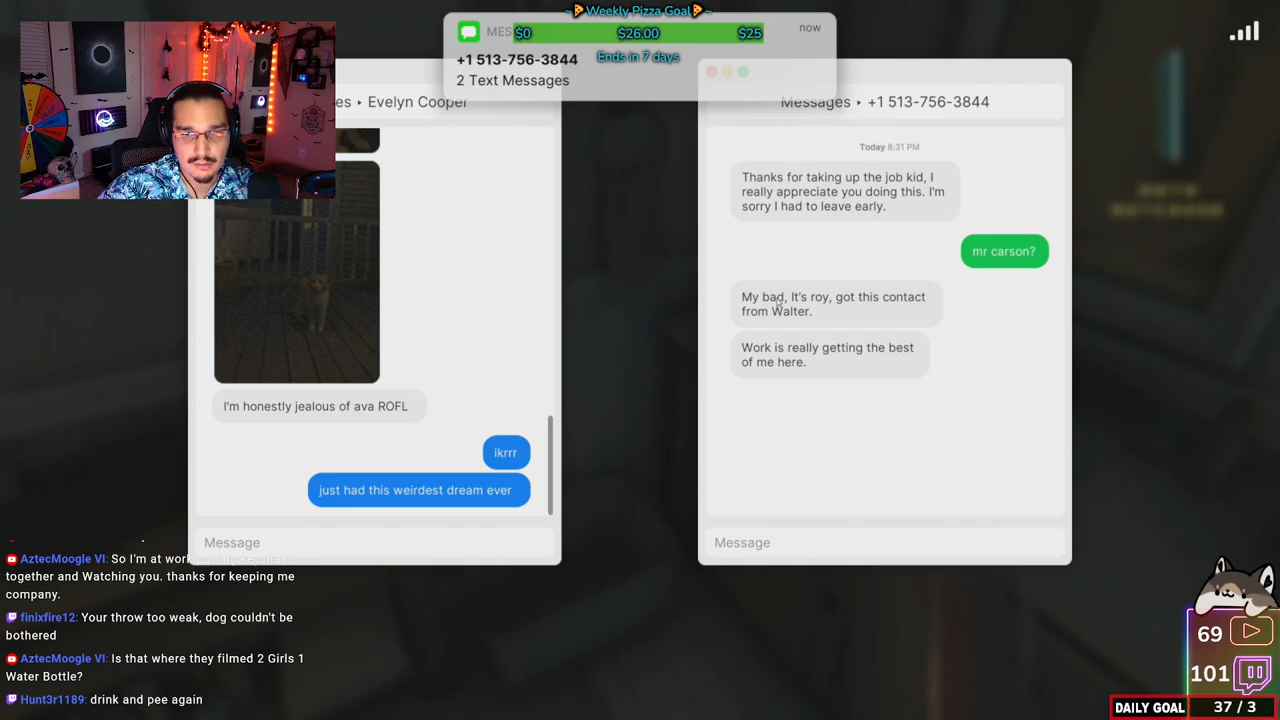 ~🍕Weekly Pizza Goal🍕~
MES
$0 $26.00 $25
now
+1 513-756-3844
Ends in 7 days
2 Text Messages
es ▸ Evelyn Cooper
I'm honestly jealous of ava ROFL
ikrrr
just had this weirdest dream ever
Message
Messages ▸ +1 513-756-3844
Today 8:31 PM
Thanks for taking up the job kid, I
really appreciate you doing this. I'm
sorry I had to leave early.
mr carson?
My bad, It's roy, got this contact
from Walter.
Work is really getting the best
of me here.
Message
AztecMoogle VI: So I'm at work
together and Watching you. thanks for keeping me
company.
finixfire12: Your throw too weak, dog couldn't be
bothered
AztecMoogle VI: Is that where they filmed 2 Girls 1
Water Bottle?
Hunt3r1189: drink and pee again
69
101
DAILY GOAL 37 / 3